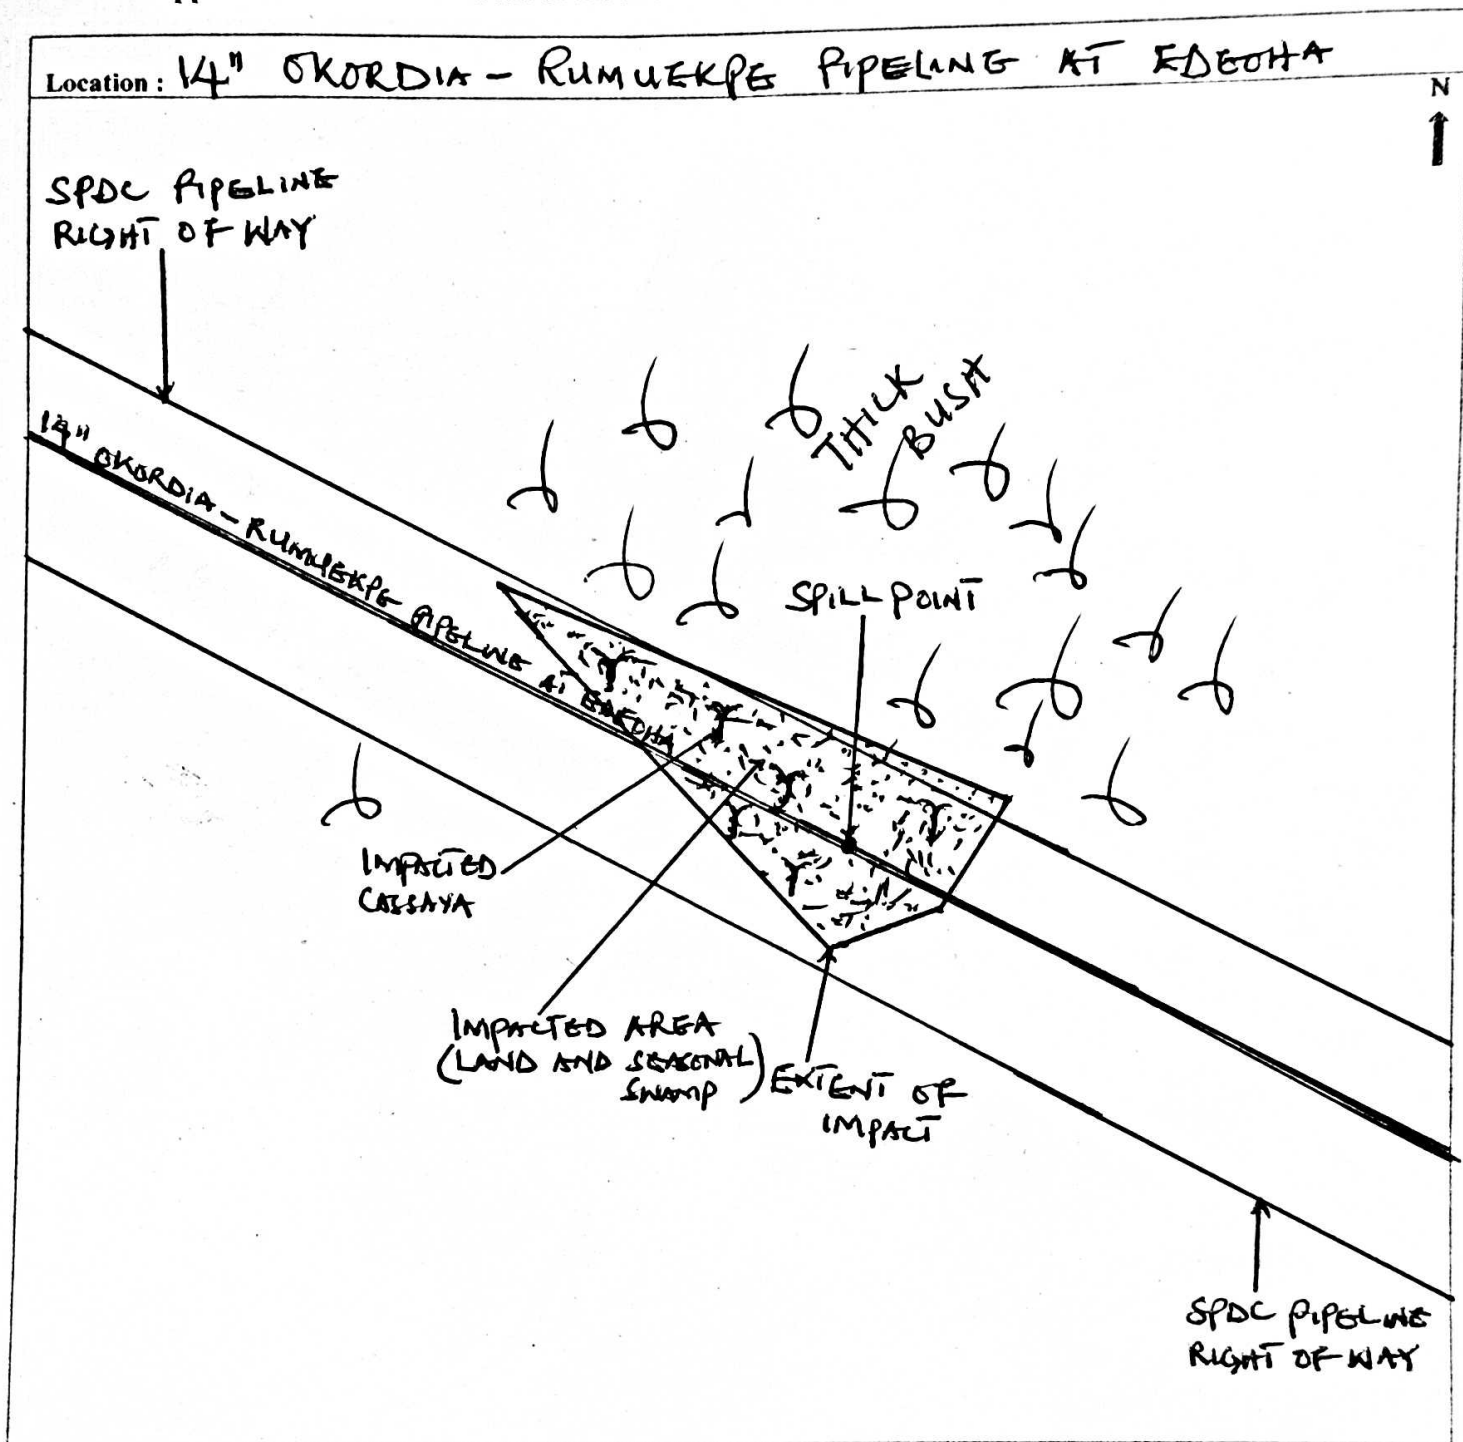 Location : 14" OKORDIA - RUMUEKPE PIPELINE AT EDEOHA
N
SPDC PIPELINE
RIGHT OF WAY
THICK
BUSH
14" OKORDIA - RUMUEKPE PIPELINE AT EDEOHA
SPILL POINT
IMPACTED
CASSAVA
IMPACTED AREA
(LAND AND SEASONAL
SWAMP)
EXTENT OF
IMPACT
SPDC PIPELINE
RIGHT OF WAY